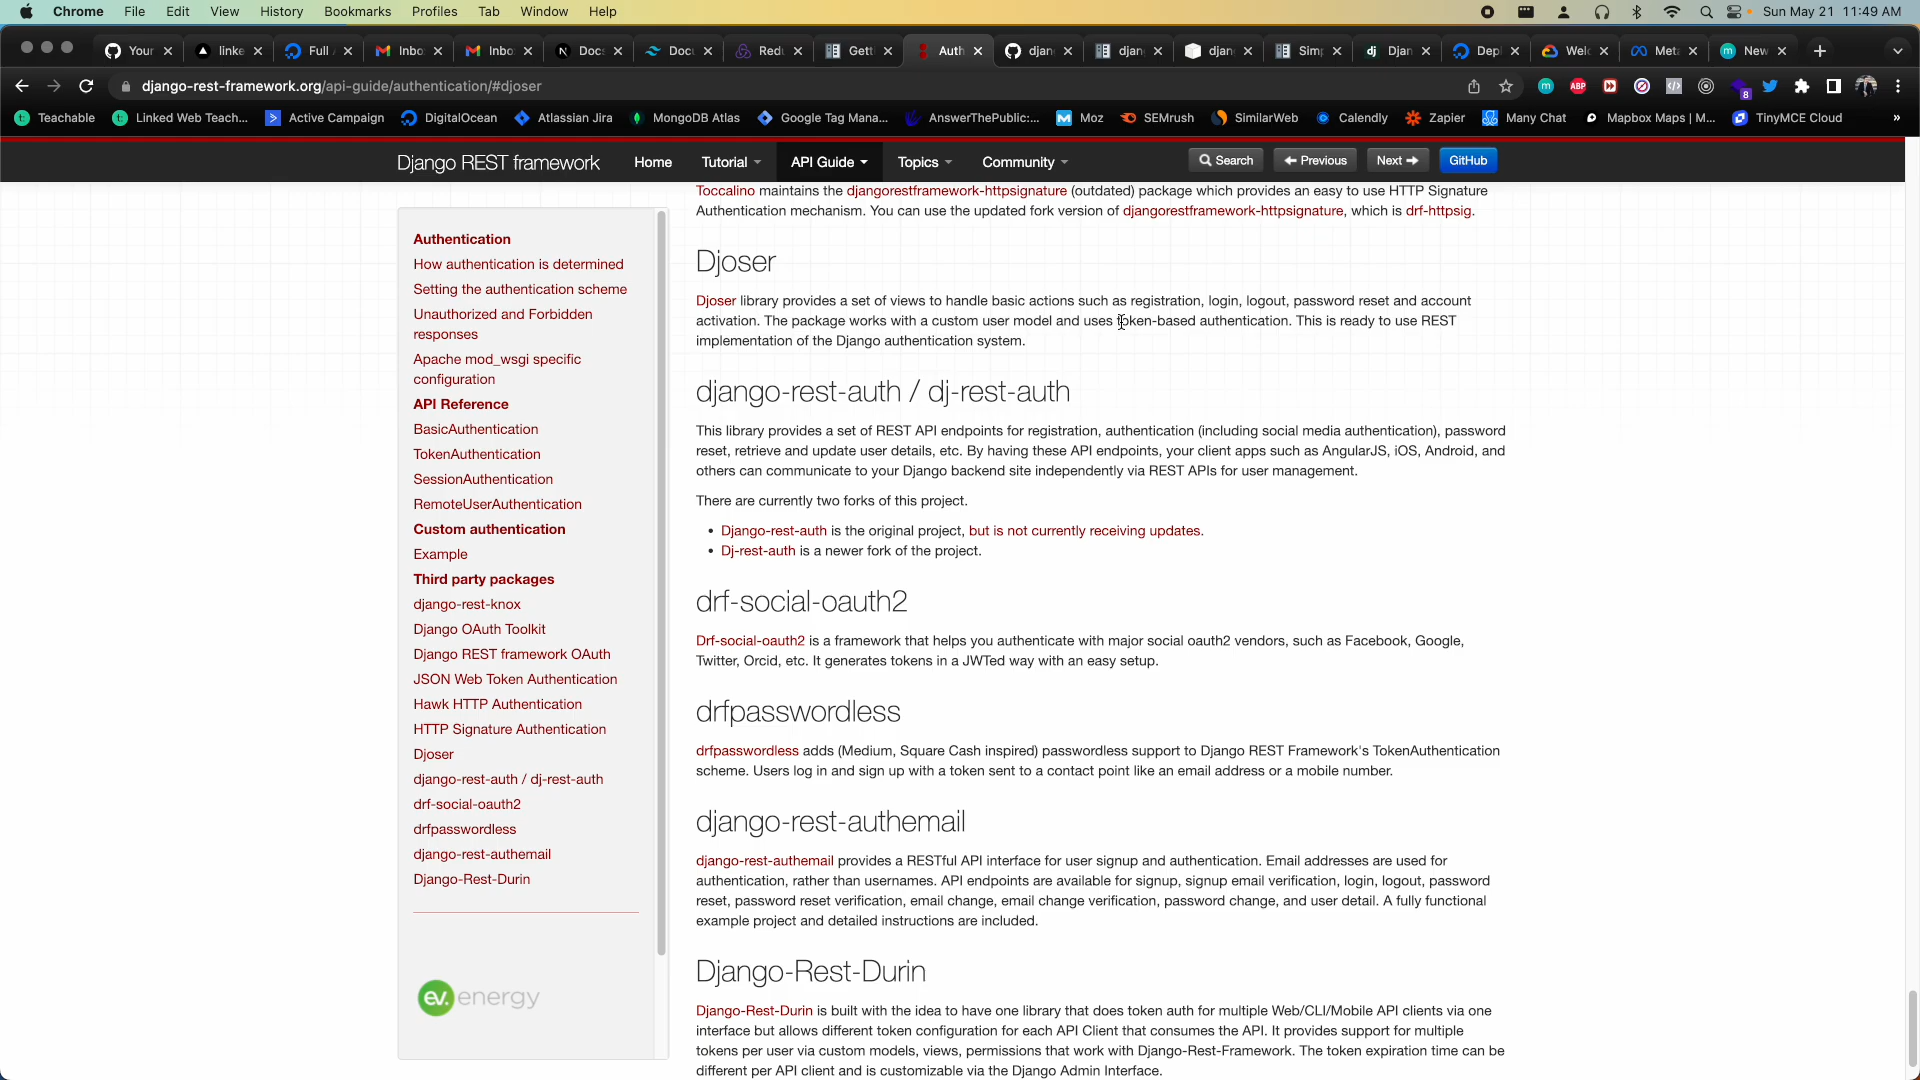 Chrome File Edit View History Bookmarks Profiles Tab Window Help Sun May 21 11:49 AM
Your linke Full Inbo Inbo Docs Docu Redu Getti Auth djan djan djan Simp Djan Depl Welc Meta New
django-rest-framework.org/api-guide/authentication/#djoser ABP 8
Teachable Linked Web Teach... Active Campaign DigitalOcean Atlassian Jira MongoDB Atlas Google Tag Mana... AnswerThePublic:... Moz SEMrush SimilarWeb Calendly Zapier Many Chat Mapbox Maps | M... TinyMCE Cloud »
Django REST framework Home Tutorial API Guide Topics Community Search Previous Next GitHub
Authentication
How authentication is determined
Setting the authentication scheme
Unauthorized and Forbidden
responses
Apache mod_wsgi specific
configuration
API Reference
BasicAuthentication
TokenAuthentication
SessionAuthentication
RemoteUserAuthentication
Custom authentication
Example
Third party packages
django-rest-knox
Django OAuth Toolkit
Django REST framework OAuth
JSON Web Token Authentication
Hawk HTTP Authentication
HTTP Signature Authentication
Djoser
django-rest-auth / dj-rest-auth
drf-social-oauth2
drfpasswordless
django-rest-authemail
Django-Rest-Durin
ev. energy
Toccalino maintains the djangorestframework-httpsignature (outdated) package which provides an easy to use HTTP Signature
Authentication mechanism. You can use the updated fork version of djangorestframework-httpsignature, which is drf-httpsig.
Djoser
Djoser library provides a set of views to handle basic actions such as registration, login, logout, password reset and account
activation. The package works with a custom user model and uses token-based authentication. This is ready to use REST
implementation of the Django authentication system.
django-rest-auth / dj-rest-auth
This library provides a set of REST API endpoints for registration, authentication (including social media authentication), password
reset, retrieve and update user details, etc. By having these API endpoints, your client apps such as AngularJS, iOS, Android, and
others can communicate to your Django backend site independently via REST APIs for user management.
There are currently two forks of this project.
• Django-rest-auth is the original project, but is not currently receiving updates.
• Dj-rest-auth is a newer fork of the project.
drf-social-oauth2
Drf-social-oauth2 is a framework that helps you authenticate with major social oauth2 vendors, such as Facebook, Google,
Twitter, Orcid, etc. It generates tokens in a JWTed way with an easy setup.
drfpasswordless
drfpasswordless adds (Medium, Square Cash inspired) passwordless support to Django REST Framework's TokenAuthentication
scheme. Users log in and sign up with a token sent to a contact point like an email address or a mobile number.
django-rest-authemail
django-rest-authemail provides a RESTful API interface for user signup and authentication. Email addresses are used for
authentication, rather than usernames. API endpoints are available for signup, signup email verification, login, logout, password
reset, password reset verification, email change, email change verification, password change, and user detail. A fully functional
example project and detailed instructions are included.
Django-Rest-Durin
Django-Rest-Durin is built with the idea to have one library that does token auth for multiple Web/CLI/Mobile API clients via one
interface but allows different token configuration for each API Client that consumes the API. It provides support for multiple
tokens per user via custom models, views, permissions that work with Django-Rest-Framework. The token expiration time can be
different per API client and is customizable via the Django Admin Interface.